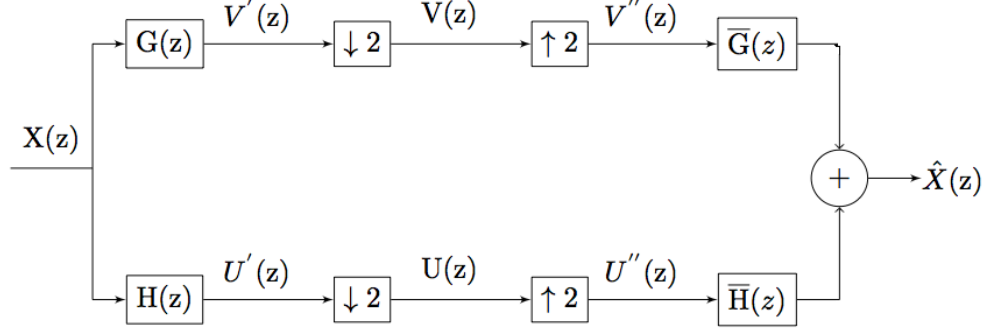 V′(z) V(z) V′′(z)
G(z) ↓ 2 ↑ 2 G̅(z)
X(z)
+ X̂(z)
U′(z) U(z) U′′(z)
H(z) ↓ 2 ↑ 2 H̅(z)